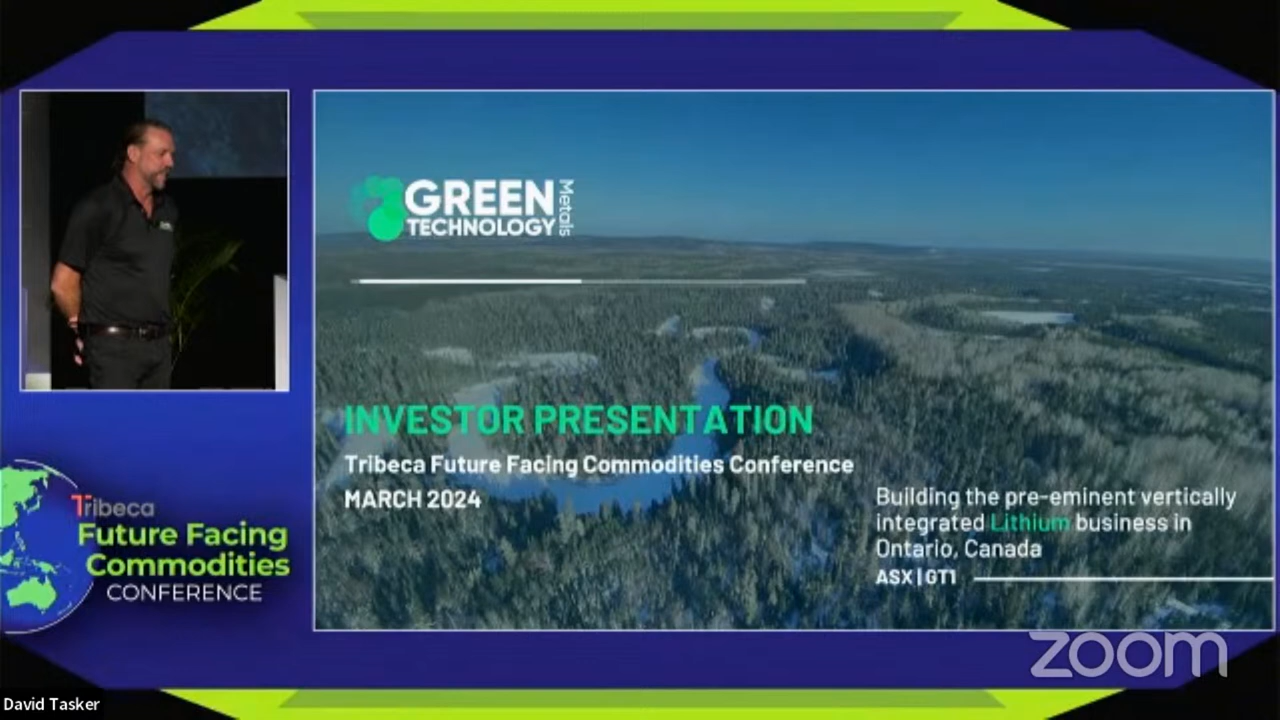 GREEN
TECHNOLOGY
Metals
INVESTOR PRESENTATION
Tribeca Future Facing Commodities Conference
MARCH 2024
Building the pre-eminent vertically
integrated Lithium business in
Ontario, Canada
ASX | GT1
Tribeca
Future Facing
Commodities
CONFERENCE
zoom
David Tasker